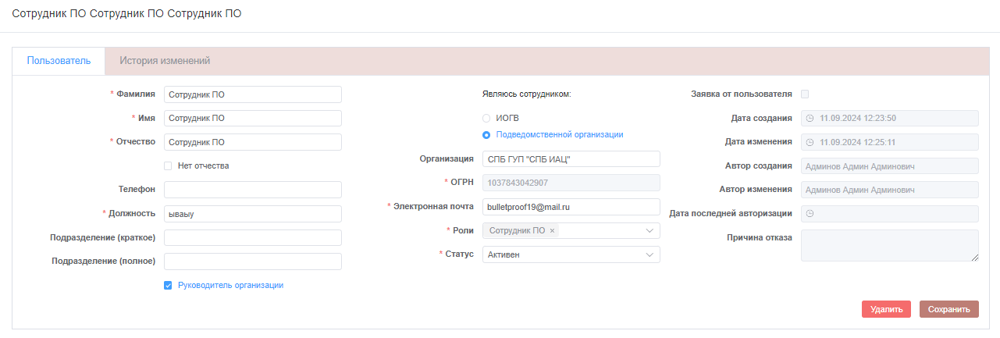 Сотрудник ПО Сотрудник ПО Сотрудник ПО
Пользователь
История изменений
* Фамилия
Сотрудник ПО
* Имя
Сотрудник ПО
* Отчество
Сотрудник ПО
Нет отчества
Телефон
* Должность
ываыу
Подразделение (краткое)
Подразделение (полное)
Руководитель организации
Являюсь сотрудником:
ИОГВ
Подведомственной организации
Организация
СПБ ГУП "СПБ ИАЦ"
* ОГРН
1037843042907
* Электронная почта
bulletproof19@mail.ru
* Роли
Сотрудник ПО ×
* Статус
Активен
Заявка от пользователя
Дата создания
11.09.2024 12:23:50
Дата изменения
11.09.2024 12:25:11
Автор создания
Админов Админ Админович
Автор изменения
Админов Админ Админович
Дата последней авторизации
Причина отказа
Удалить
Сохранить